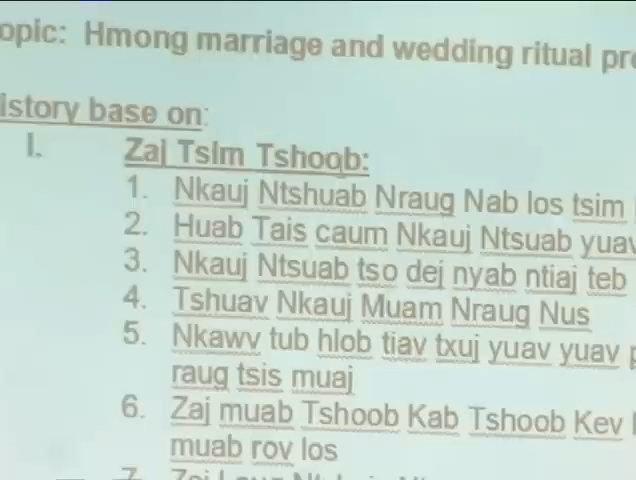 opic: Hmong marriage and wedding ritual pr
istory base on:
I. Zaj Tsim Tshoob:
1. Nkauj Ntshuab Nraug Nab los tsim
2. Huab Tais caum Nkauj Ntsuab yuav
3. Nkauj Ntsuab tso dej nyab ntiaj teb
4. Tshuav Nkauj Muam Nraug Nus
5. Nkawv tub hlob tiav txuj yuav yuav
raug tsis muaj
6. Zaj muab Tshoob Kab Tshoob Kev
muab rov los
7. Zaj